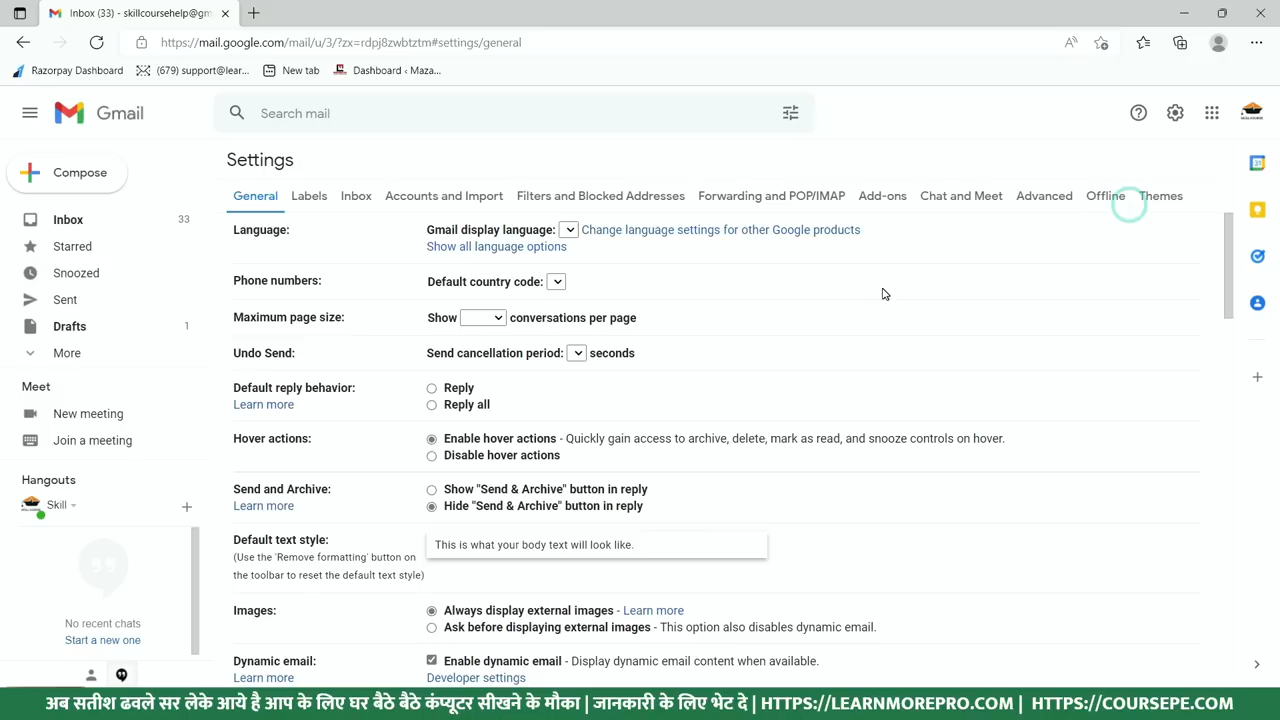 Inbox (33) - skillcoursehelp@gm
https://mail.google.com/mail/u/3/?zx=rdpj8zwbtztm#settings/general
Razorpay Dashboard
(679) support@lear...
New tab
Dashboard ‹ Maza...
Gmail
Search mail
Compose
Inbox 33
Starred
Snoozed
Sent
Drafts 1
More
Meet
New meeting
Join a meeting
Hangouts
Skill
No recent chats
Start a new one
Settings
General Labels Inbox Accounts and Import Filters and Blocked Addresses Forwarding and POP/IMAP Add-ons Chat and Meet Advanced Offline Themes
Language: Gmail display language: Change language settings for other Google products
Show all language options
Phone numbers: Default country code:
Maximum page size: Show conversations per page
Undo Send: Send cancellation period: seconds
Default reply behavior: Reply
Learn more Reply all
Hover actions: Enable hover actions - Quickly gain access to archive, delete, mark as read, and snooze controls on hover.
Disable hover actions
Send and Archive: Show "Send & Archive" button in reply
Learn more Hide "Send & Archive" button in reply
Default text style: This is what your body text will look like.
(Use the 'Remove formatting' button on
the toolbar to reset the default text style)
Images: Always display external images - Learn more
Ask before displaying external images - This option also disables dynamic email.
Dynamic email: Enable dynamic email - Display dynamic email content when available.
Learn more Developer settings
अब सतीश ढवले सर लेके आये है आप के लिए घर बैठे बैठे कंप्यूटर सीखने के मौका | जानकारी के लिए भेट दे | HTTPS://LEARNMOREPRO.COM | HTTPS://COURSEPE.COM